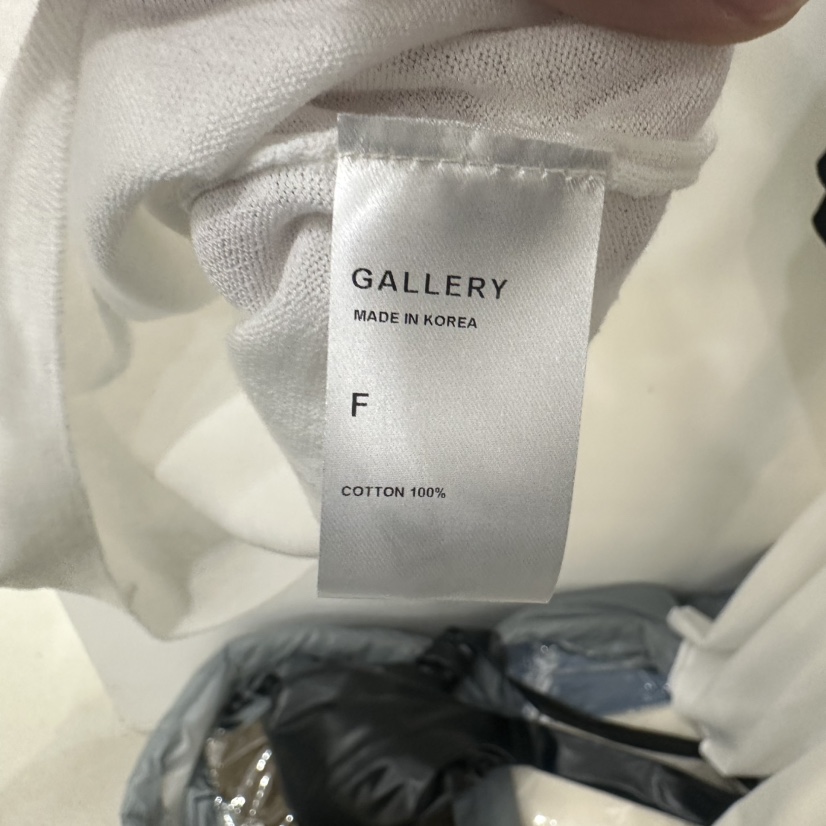 GALLERY
MADE IN KOREA
F
COTTON 100%